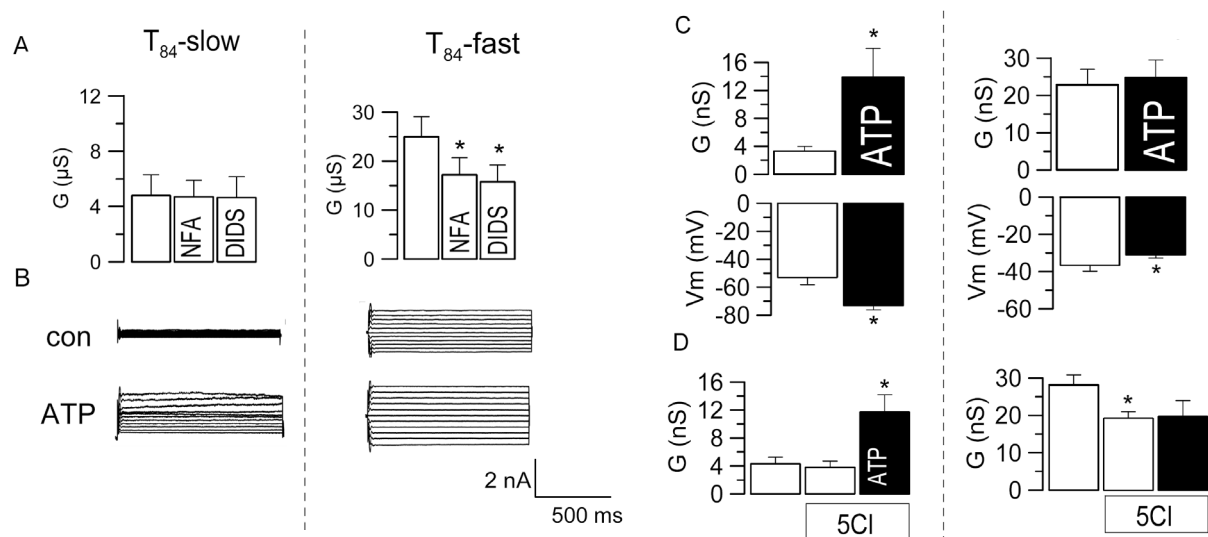 A
T84-slow
T84-fast
G (µS)
12
8
4
0
NFA
DIDS
G (µS)
30
20
10
0
*
*
NFA
DIDS
B
con
ATP
2 nA
500 ms
C
G (nS)
16
12
8
4
0
*
ATP
Vm (mV)
0
-20
-40
-60
-80
*
G (nS)
30
20
10
0
ATP
Vm (mV)
0
-20
-40
-60
*
D
G (nS)
16
12
8
4
0
*
ATP
5Cl
G (nS)
30
20
10
0
*
5Cl